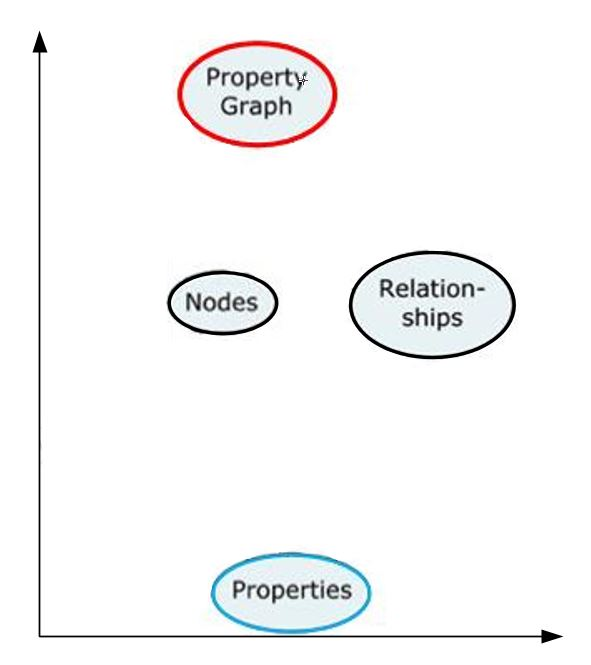 Property
Graph
Nodes
Relation-
ships
Properties